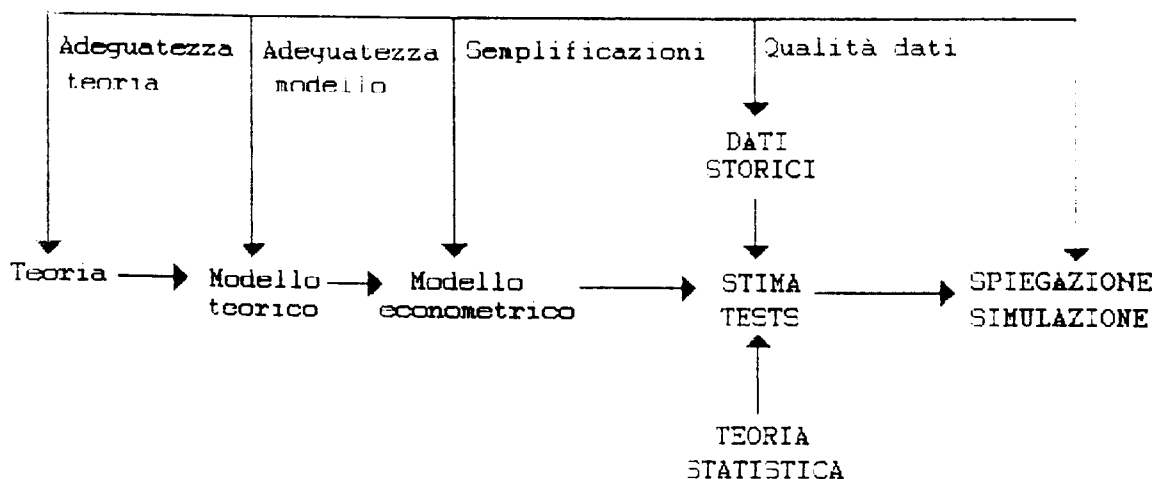 Adeguatezza teoria
Adeguatezza modello
Semplificazioni
Qualità dati
DATI
STORICI
Teoria
Modello
teorico
Modello
econometrico
STIMA
TESTS
SPIEGAZIONE
SIMULAZIONE
TEORIA
STATISTICA